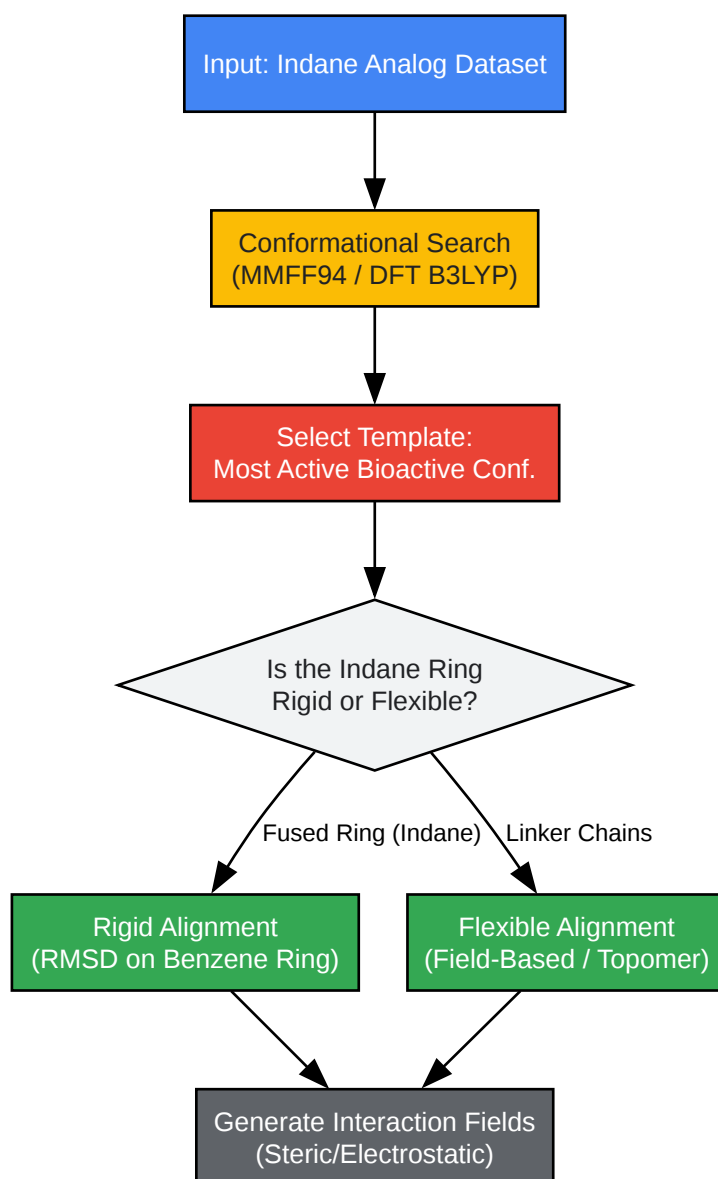 Input: Indane Analog Dataset
Conformational Search
(MMFF94 / DFT B3LYP)
Select Template:
Most Active Bioactive Conf.
Is the Indane Ring
Rigid or Flexible?
Fused Ring (Indane)
Linker Chains
Rigid Alignment
(RMSD on Benzene Ring)
Flexible Alignment
(Field-Based / Topomer)
Generate Interaction Fields
(Steric/Electrostatic)